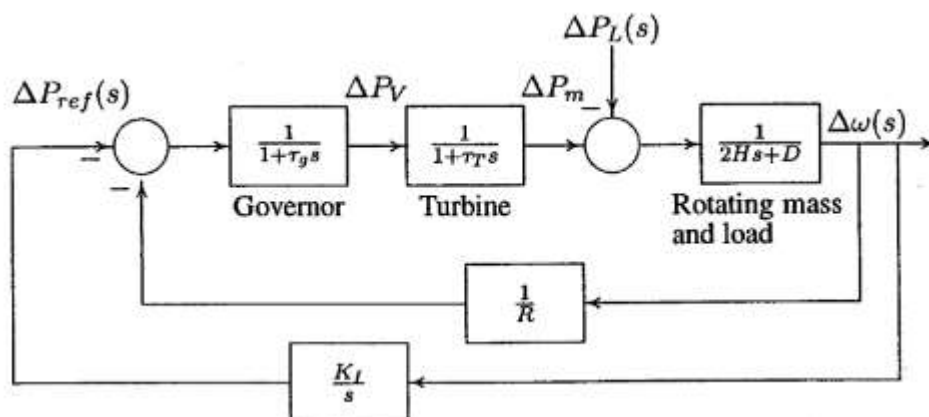 ΔP_L(s)
ΔP_ref(s)
ΔP_V
ΔP_m
Δω(s)
−
−
−
1/(1+τ_g s)
1/(1+τ_T s)
1/(2Hs+D)
Governor
Turbine
Rotating mass
and load
1/R
K_I/s